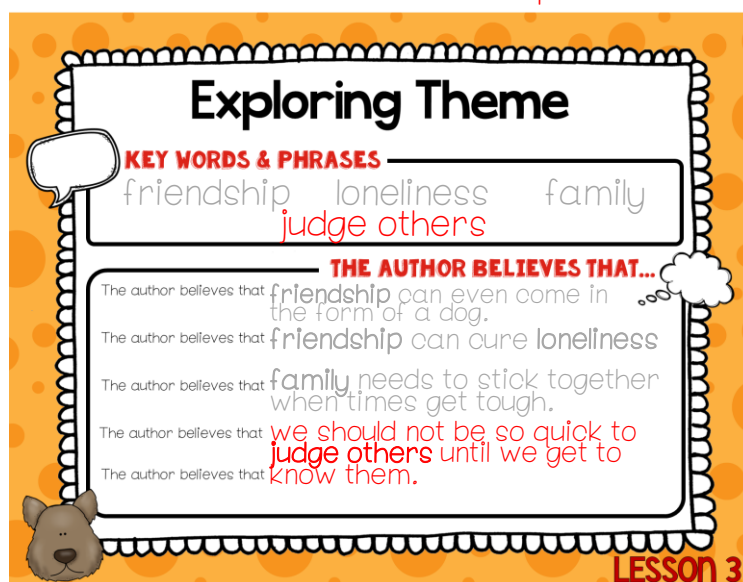 Exploring Theme
KEY WORDS & PHRASES
friendship loneliness family
judge others
THE AUTHOR BELIEVES THAT...
The author believes that friendship can even come in
the form of a dog.
The author believes that friendship can cure loneliness
The author believes that family needs to stick together
when times get tough.
The author believes that we should not be so quick to
judge others until we get to
The author believes that know them.
LESSON 3